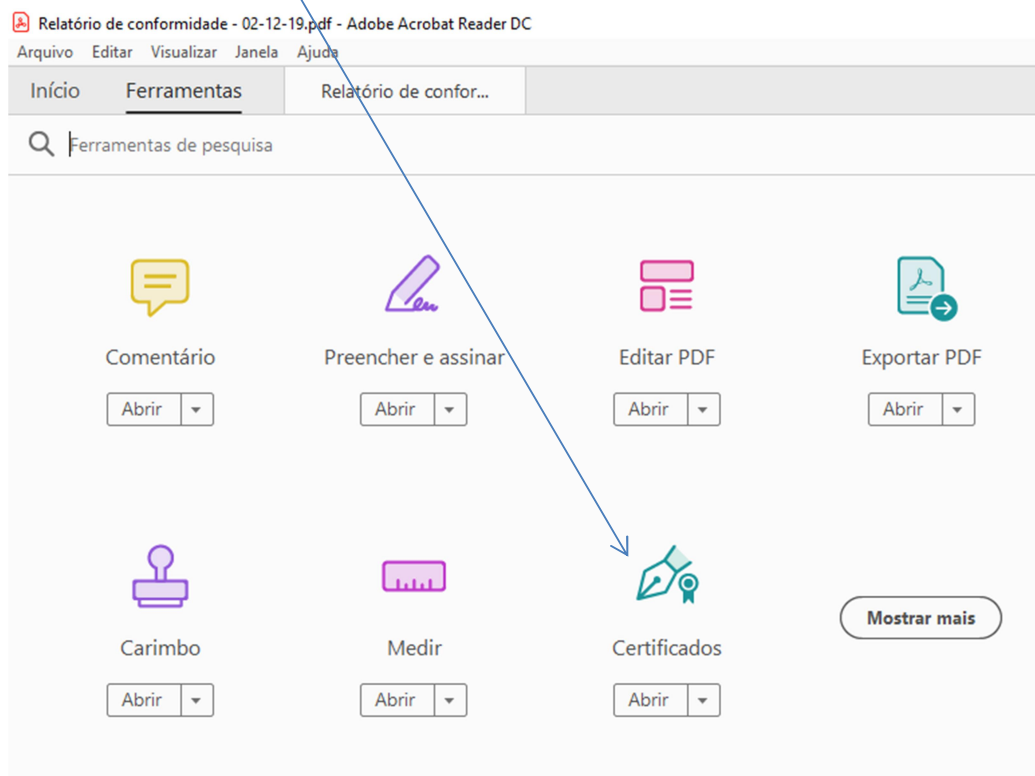 Relatório de conformidade - 02-12-19.pdf - Adobe Acrobat Reader DC
Arquivo Editar Visualizar Janela Ajuda
Início Ferramentas Relatório de confor...
Ferramentas de pesquisa
Comentário Preencher e assinar Editar PDF Exportar PDF
Abrir Abrir Abrir Abrir
Mostrar mais
Carimbo Medir Certificados
Abrir Abrir Abrir